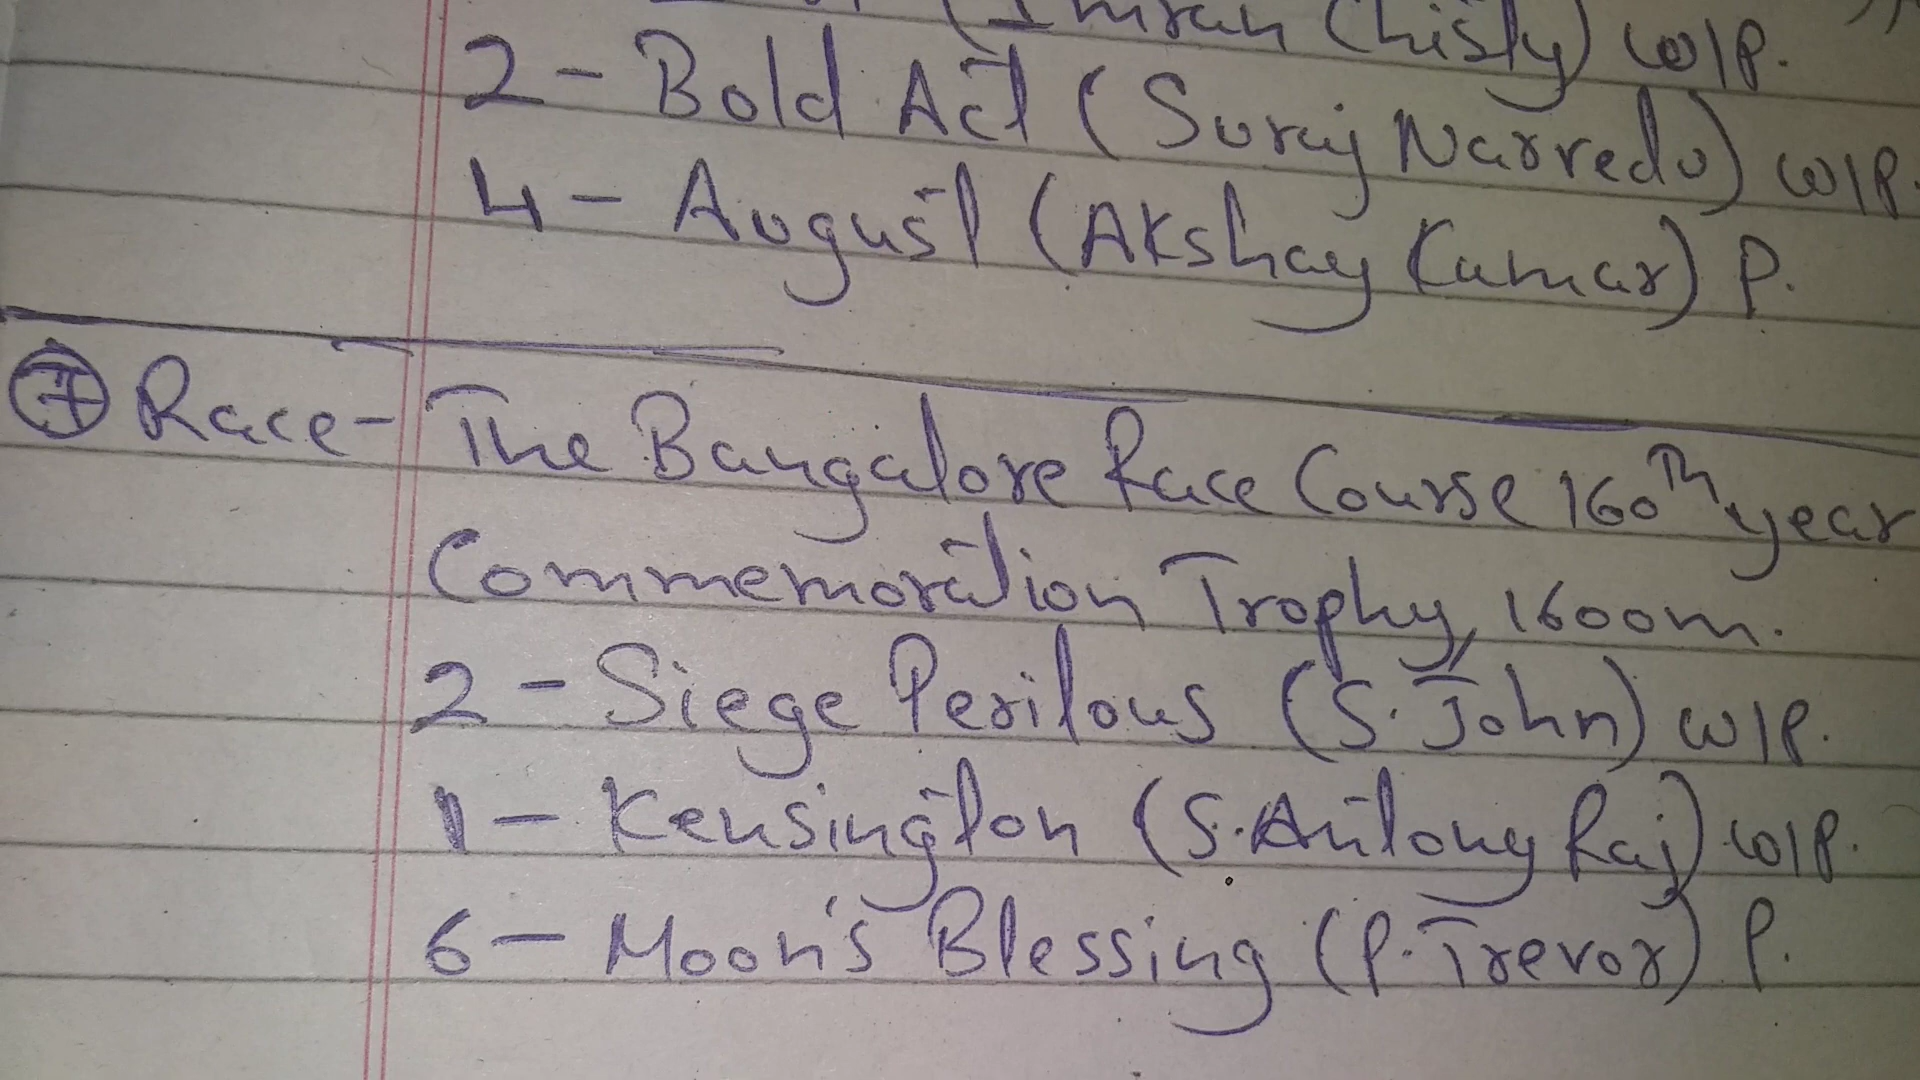 (Imran Chisty) W/P.
2 - Bold Act (Suraj Narredu) W/P.
4 - August (Akshay Kumar) P.
7 Race - The Bangalore Race Course 160th year
Commemoration Trophy, 1600m.
2 - Siege Perilous (S. John) W/P.
1 - Kensington (S. Antony Raj) W/P.
6 - Moon's Blessing (P. Trevor) P.